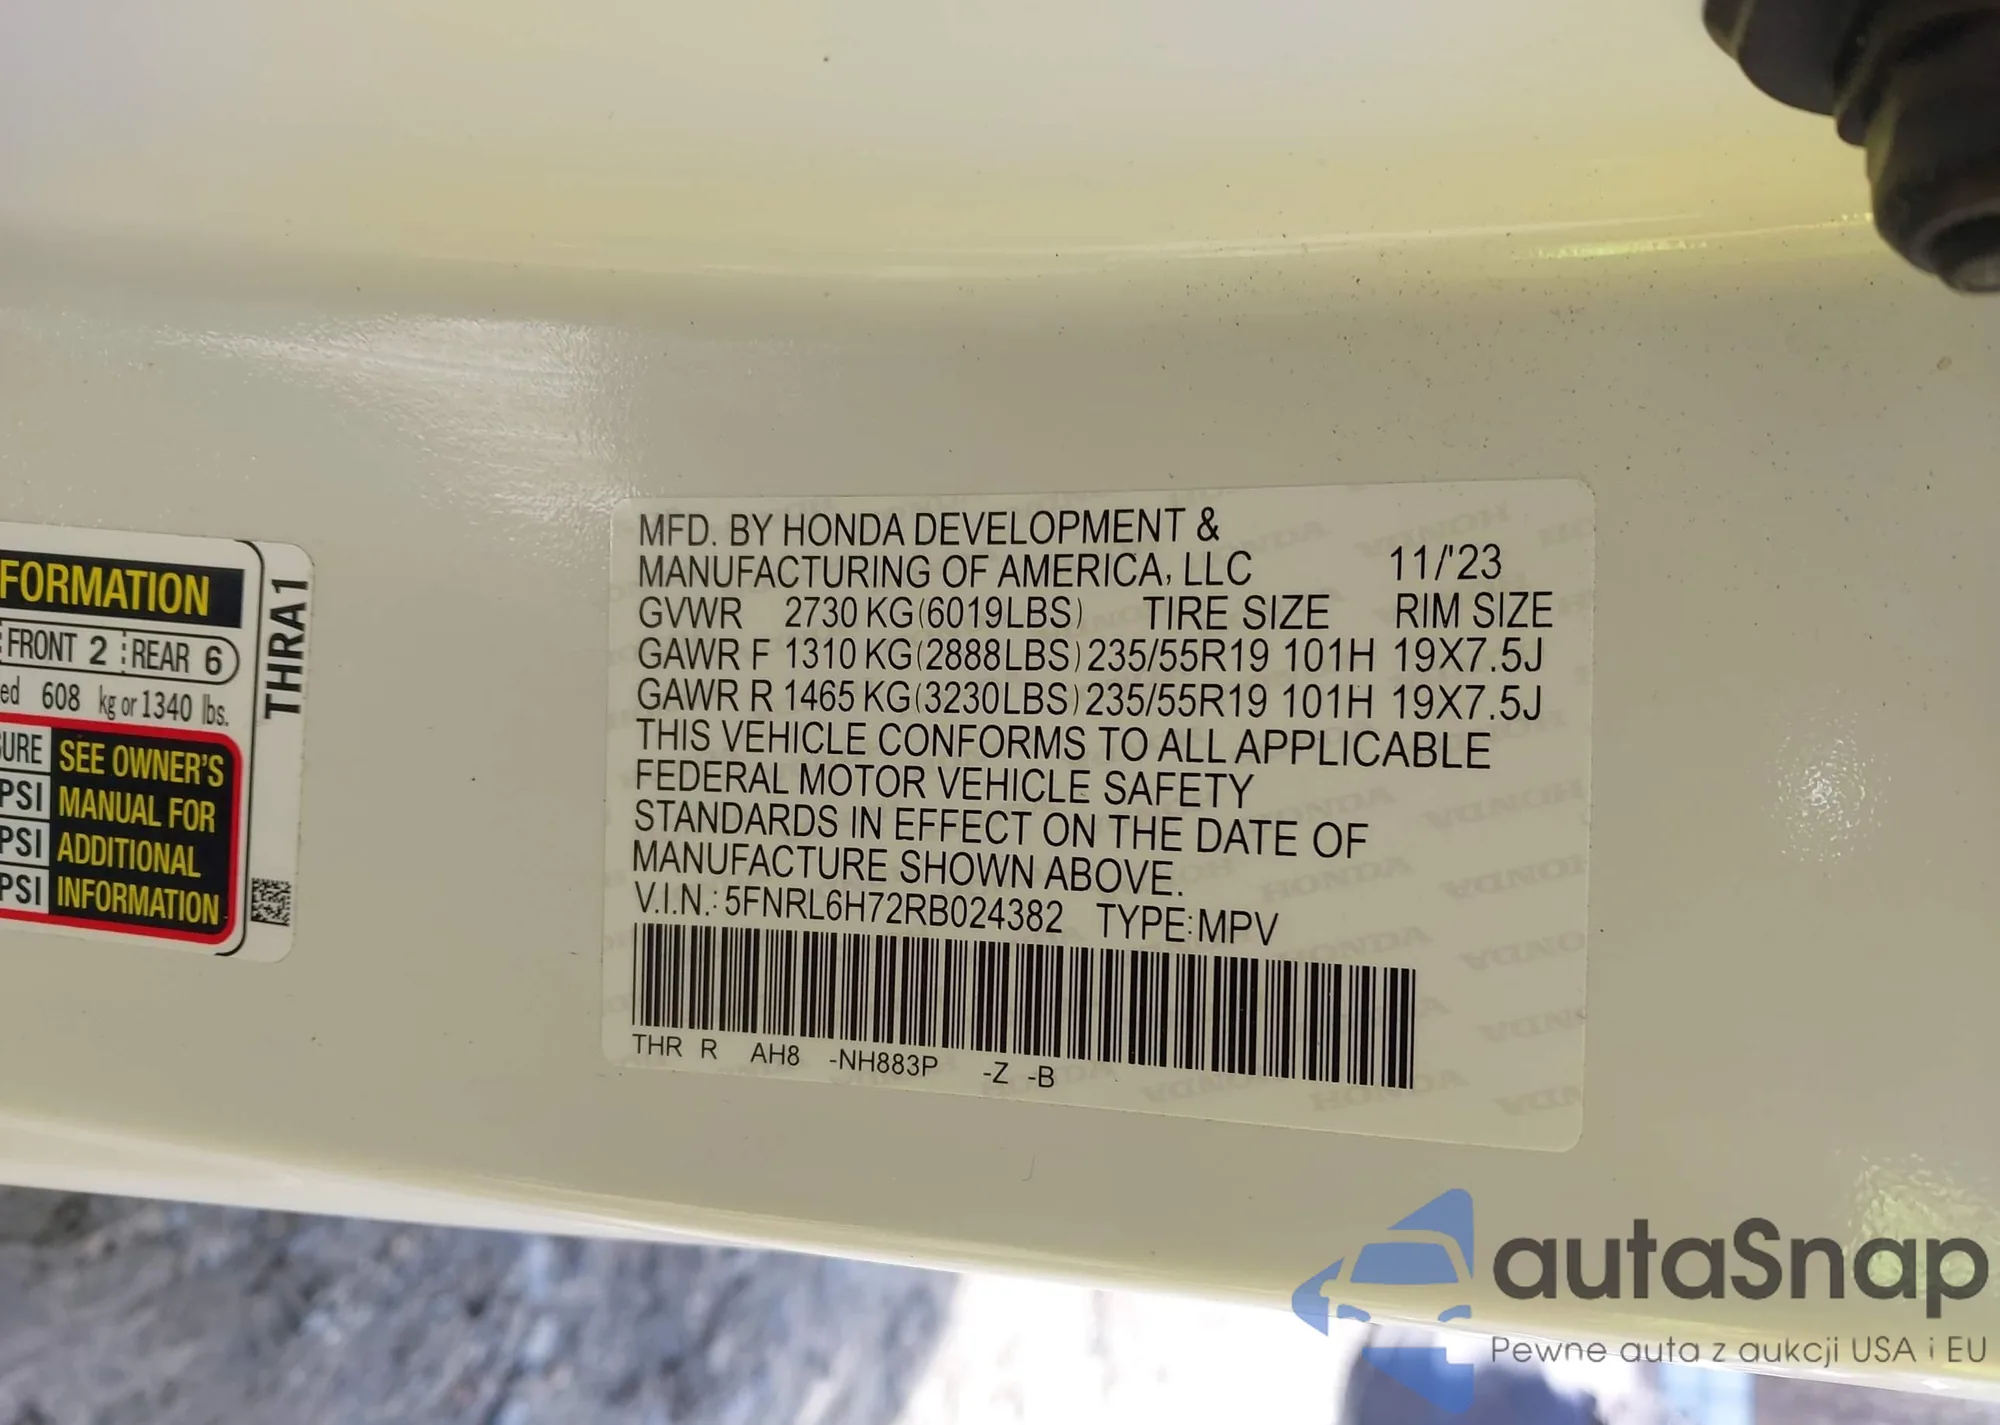 FORMATION
FRONT 2 REAR 6
ed 608 kg or 1340 lbs.
URE SEE OWNER'S
PSI MANUAL FOR
PSI ADDITIONAL
PSI INFORMATION
THRA1
MFD. BY HONDA DEVELOPMENT &
MANUFACTURING OF AMERICA, LLC 11/'23
GVWR 2730 KG(6019LBS) TIRE SIZE RIM SIZE
GAWR F 1310 KG(2888LBS) 235/55R19 101H 19X7.5J
GAWR R 1465 KG(3230LBS) 235/55R19 101H 19X7.5J
THIS VEHICLE CONFORMS TO ALL APPLICABLE
FEDERAL MOTOR VEHICLE SAFETY
STANDARDS IN EFFECT ON THE DATE OF
MANUFACTURE SHOWN ABOVE.
V.I.N.: 5FNRL6H72RB024382 TYPE: MPV
THR R AH8 -NH883P -Z -B
autaSnap
Pewne auta z aukcji USA i EU